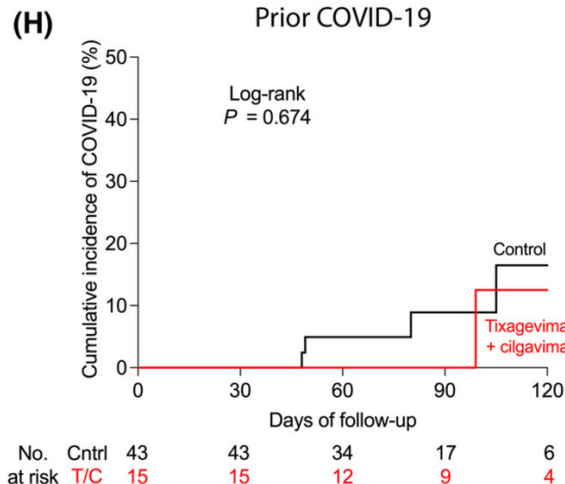 (H)
Prior COVID-19
Cumulative incidence of COVID-19 (%)
50
40
30
20
10
0
Log-rank
P = 0.674
Control
Tixagevima
+ cilgavima
0 30 60 90 120
Days of follow-up
No. Cntrl 43 43 34 17 6
at risk T/C 15 15 12 9 4